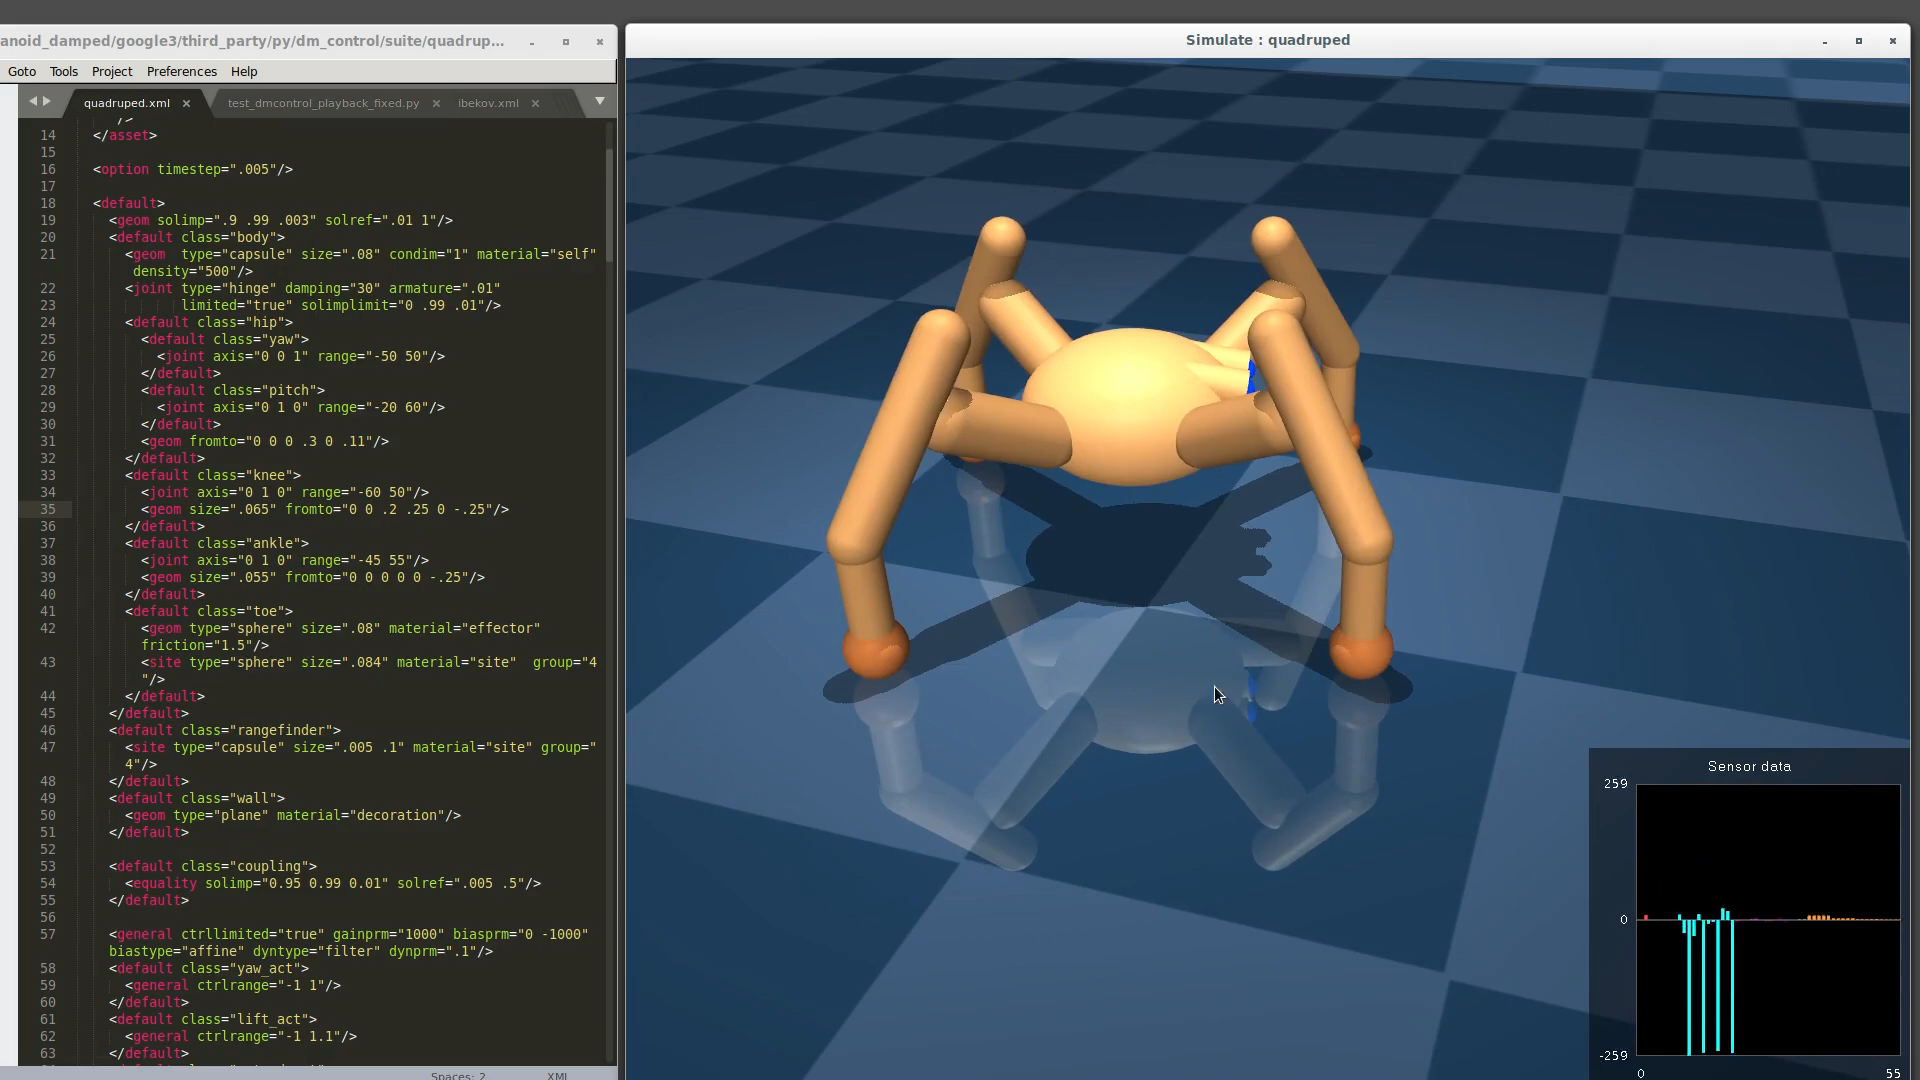 anoid_damped/google3/third_party/py/dm_control/suite/quadrup...
Goto Tools Project Preferences Help
quadruped.xml test_dmcontrol_playback_fixed.py ibekov.xml
/>
14 </asset>
15
16 <option timestep=".005"/>
17
18 <default>
19 <geom solimp=".9 .99 .003" solref=".01 1"/>
20 <default class="body">
21 <geom  type="capsule" size=".08" condim="1" material="self"
density="500"/>
22 <joint type="hinge" damping="30" armature=".01"
23 limited="true" solimplimit="0 .99 .01"/>
24 <default class="hip">
25 <default class="yaw">
26 <joint axis="0 0 1" range="-50 50"/>
27 </default>
28 <default class="pitch">
29 <joint axis="0 1 0" range="-20 60"/>
30 </default>
31 <geom fromto="0 0 0 .3 0 .11"/>
32 </default>
33 <default class="knee">
34 <joint axis="0 1 0" range="-60 50"/>
35 <geom size=".065" fromto="0 0 .2 .25 0 -.25"/>
36 </default>
37 <default class="ankle">
38 <joint axis="0 1 0" range="-45 55"/>
39 <geom size=".055" fromto="0 0 0 0 0 -.25"/>
40 </default>
41 <default class="toe">
42 <geom type="sphere" size=".08" material="effector"
friction="1.5"/>
43 <site type="sphere" size=".084" material="site"  group="4
"/>
44 </default>
45 </default>
46 <default class="rangefinder">
47 <site type="capsule" size=".005 .1" material="site" group="
4"/>
48 </default>
49 <default class="wall">
50 <geom type="plane" material="decoration"/>
51 </default>
52
53 <default class="coupling">
54 <equality solimp="0.95 0.99 0.01" solref=".005 .5"/>
55 </default>
56
57 <general ctrllimited="true" gainprm="1000" biasprm="0 -1000"
biastype="affine" dyntype="filter" dynprm=".1"/>
58 <default class="yaw_act">
59 <general ctrlrange="-1 1"/>
60 </default>
61 <default class="lift_act">
62 <general ctrlrange="-1 1.1"/>
63 </default>
Spaces: 2 XML
Simulate : quadruped
Sensor data
259
0
-259
0 55